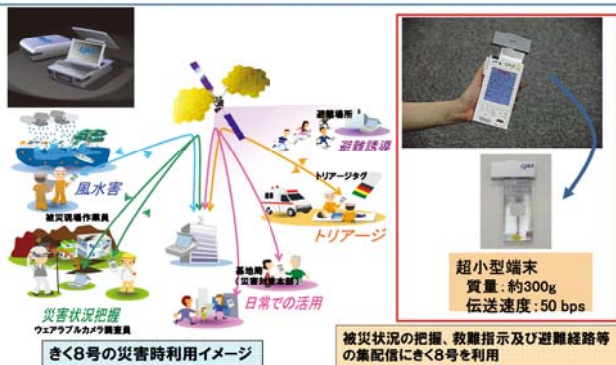 避難場所
避難誘導
風水害
被災現場作業員
トリアージタグ
トリアージ
基地局
(災害対策本部)
災害状況把握
ウェアラブルカメラ調査員
日常での活用
きく8号の災害時利用イメージ
超小型端末
質量:約300g
伝送速度:50 bps
被災状況の把握、救難指示及び避難経路等
の集配信にきく8号を利用